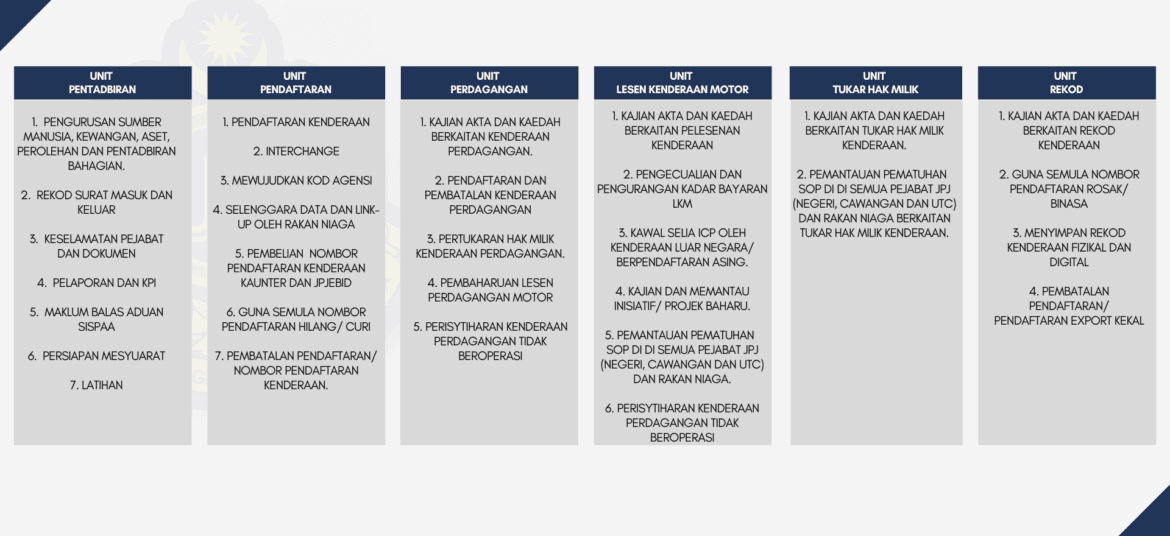 UNIT
PENTADBIRAN
1. PENGURUSAN SUMBER
MANUSIA, KEWANGAN, ASET,
PEROLEHAN DAN PENTADBIRAN
BAHAGIAN.
2. REKOD SURAT MASUK DAN
KELUAR
3. KESELAMATAN PEJABAT
DAN DOKUMEN
4. PELAPORAN DAN KPI
5. MAKLUM BALAS ADUAN
SISPAA
6. PERSIAPAN MESYUARAT
7. LATIHAN
UNIT
PENDAFTARAN
1. PENDAFTARAN KENDERAAN
2. INTERCHANGE
3. MEWUJUDKAN KOD AGENSI
4. SELENGGARA DATA DAN LINK-
UP OLEH RAKAN NIAGA
5. PEMBELIAN NOMBOR
PENDAFTARAN KENDERAAN
KAUNTER DAN JPJEBID
6. GUNA SEMULA NOMBOR
PENDAFTARAN HILANG/ CURI
7. PEMBATALAN PENDAFTARAN/
NOMBOR PENDAFTARAN
KENDERAAN.
UNIT
PERDAGANGAN
1. KAJIAN AKTA DAN KAEDAH
BERKAITAN KENDERAAN
PERDAGANGAN.
2. PENDAFTARAN DAN
PEMBATALAN KENDERAAN
PERDAGANGAN
3. PERTUKARAN HAK MILIK
KENDERAAN PERDAGANGAN.
4. PEMBAHARUAN LESEN
PERDAGANGAN MOTOR
5. PERISYTIHARAN KENDERAAN
PERDAGANGAN TIDAK
BEROPERASI
UNIT
LESEN KENDERAAN MOTOR
1. KAJIAN AKTA DAN KAEDAH
BERKAITAN PELESENAN
KENDERAAN
2. PENGECUALIAN DAN
PENGURANGAN KADAR BAYARAN
LKM
3. KAWAL SELIA ICP OLEH
KENDERAAN LUAR NEGARA/
BERPENDAFTARAN ASING.
4. KAJIAN DAN MEMANTAU
INISIATIF/ PROJEK BAHARU.
5. PEMANTAUAN PEMATUHAN
SOP DI DI SEMUA PEJABAT JPJ
(NEGERI, CAWANGAN DAN UTC)
DAN RAKAN NIAGA.
6. PERISYTIHARAN KENDERAAN
PERDAGANGAN TIDAK
BEROPERASI
UNIT
TUKAR HAK MILIK
1. KAJIAN AKTA DAN KAEDAH
BERKAITAN TUKAR HAK MILIK
KENDERAAN.
2. PEMANTAUAN PEMATUHAN
SOP DI DI SEMUA PEJABAT JPJ
(NEGERI, CAWANGAN DAN UTC)
DAN RAKAN NIAGA BERKAITAN
TUKAR HAK MILIK KENDERAAN.
UNIT
REKOD
1. KAJIAN AKTA DAN KAEDAH
BERKAITAN REKOD
KENDERAAN
2. GUNA SEMULA NOMBOR
PENDAFTARAN ROSAK/
BINASA
3. MENYIMPAN REKOD
KENDERAAN FIZIKAL DAN
DIGITAL
4. PEMBATALAN
PENDAFTARAN/
PENDAFTARAN EXPORT KEKAL